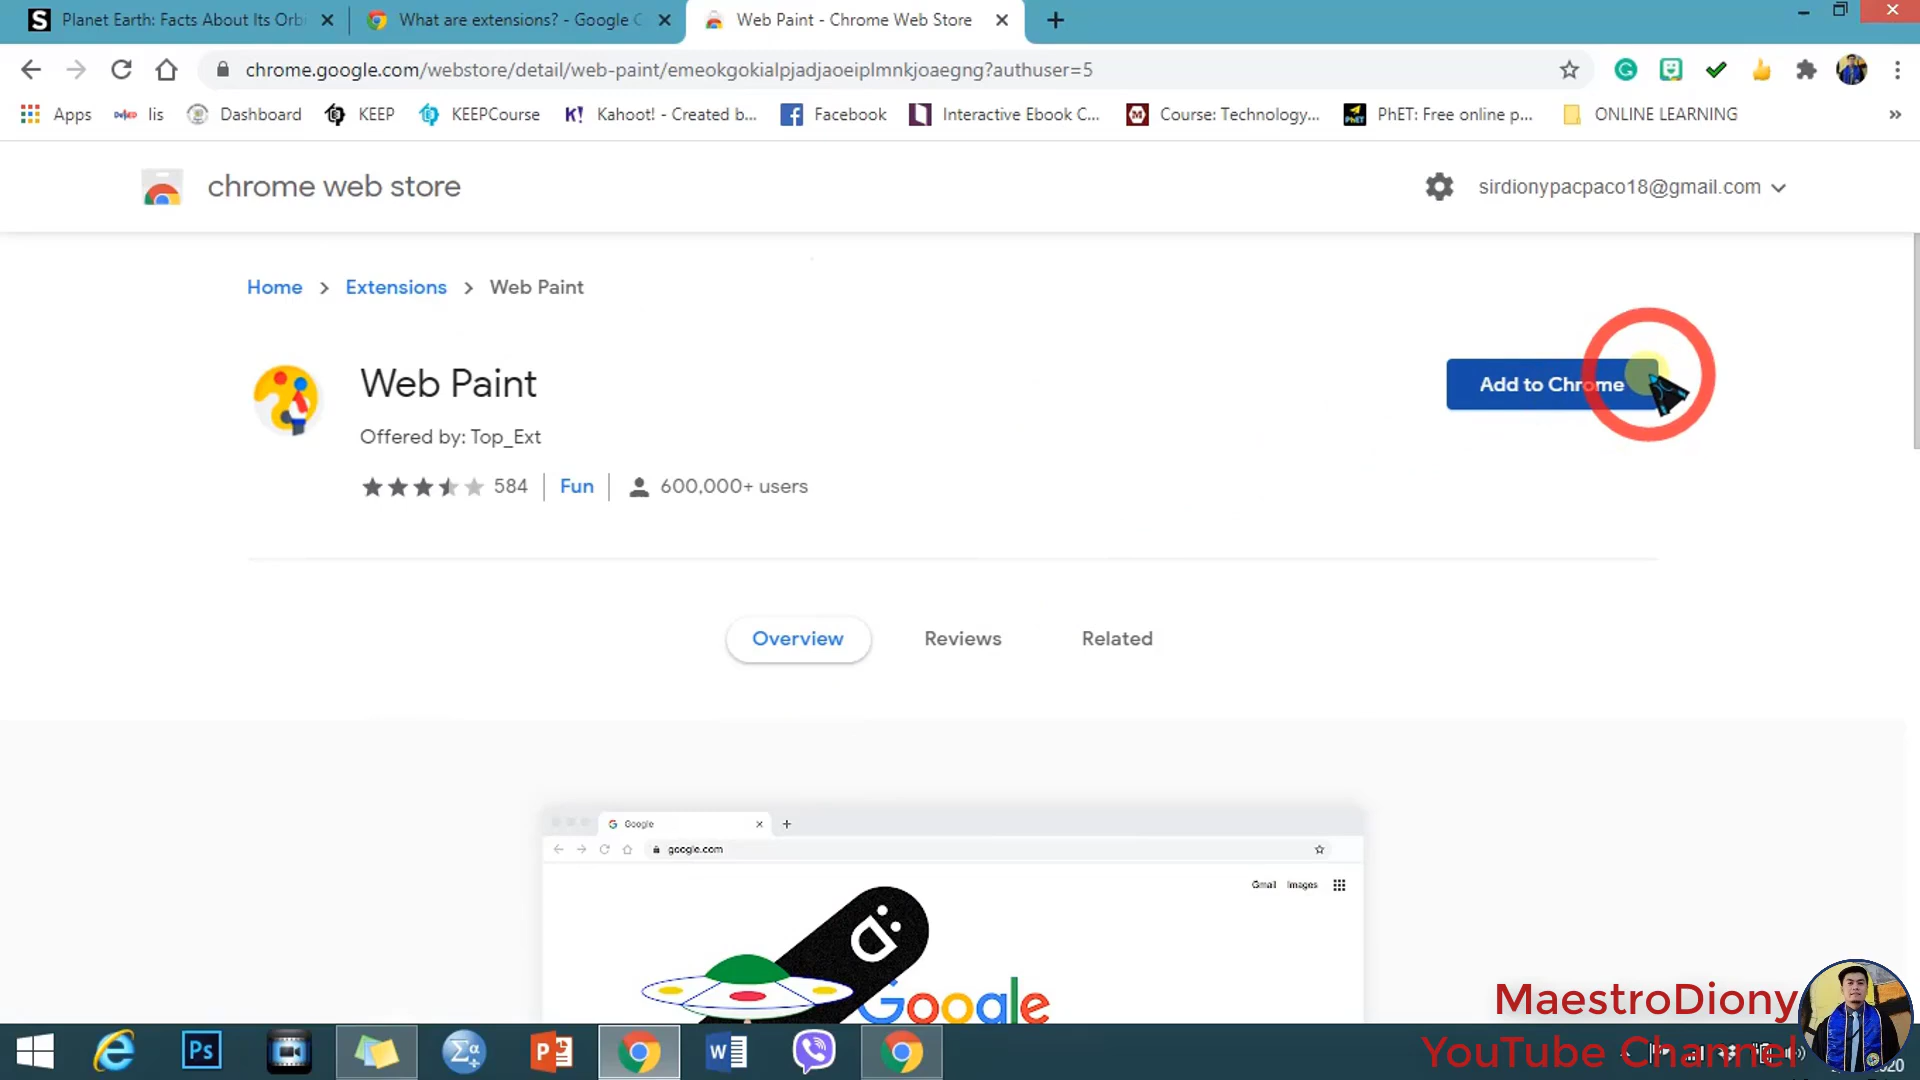 Planet Earth: Facts About Its Orbi
What are extensions? - Google C
Web Paint - Chrome Web Store
chrome.google.com/webstore/detail/web-paint/emeokgokialpjadjaoeiplmnkjoaegng?authuser=5
Apps
lis
Dashboard
KEEP
KEEPCourse
Kahoot! - Created b...
Facebook
Interactive Ebook C...
Course: Technology...
PhET: Free online p...
ONLINE LEARNING
chrome web store
sirdionypacpaco18@gmail.com
Home > Extensions > Web Paint
Web Paint
Add to Chrome
Offered by: Top_Ext
584
Fun
600,000+ users
Overview
Reviews
Related
Google
google.com
Gmail
Images
Google
MaestroDiony
YouTube Channel